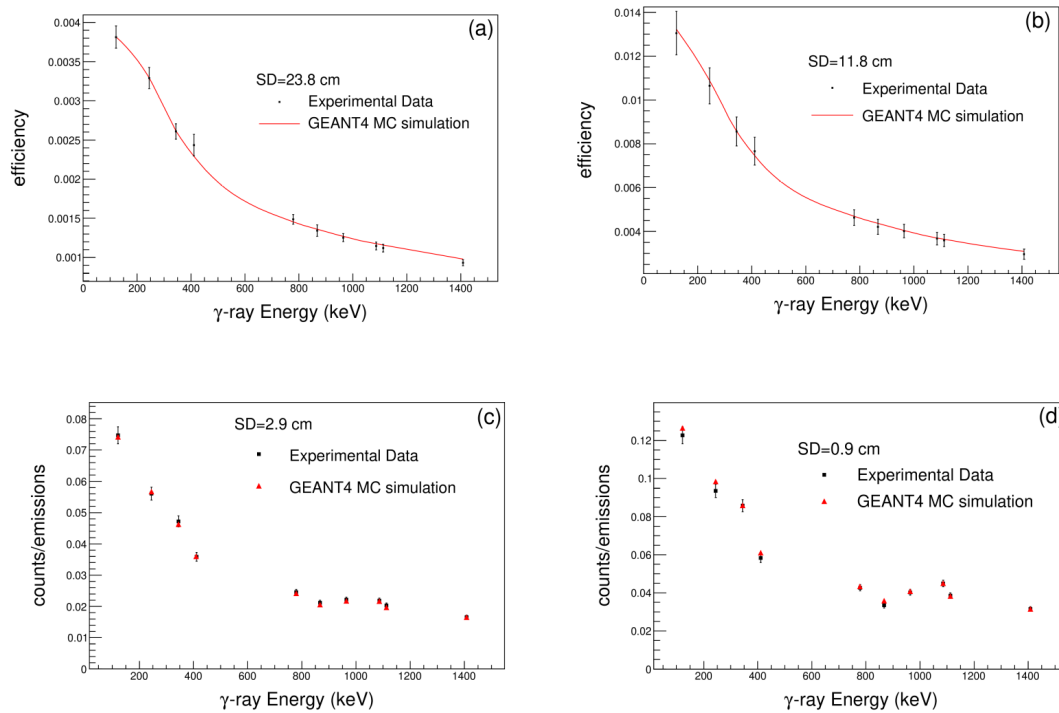 (a)
SD=23.8 cm
Experimental Data
GEANT4 MC simulation
efficiency
0.004
0.0035
0.003
0.0025
0.002
0.0015
0.001
0 200 400 600 800 1000 1200 1400
γ-ray Energy (keV)
(b)
SD=11.8 cm
Experimental Data
GEANT4 MC simulation
efficiency
0.014
0.012
0.01
0.008
0.006
0.004
0 200 400 600 800 1000 1200 1400
γ-ray Energy (keV)
(c)
SD=2.9 cm
Experimental Data
GEANT4 MC simulation
counts/emissions
0.08
0.07
0.06
0.05
0.04
0.03
0.02
0.01
0
200 400 600 800 1000 1200 1400
γ-ray Energy (keV)
(d)
SD=0.9 cm
Experimental Data
GEANT4 MC simulation
counts/emissions
0.12
0.1
0.08
0.06
0.04
0.02
0
200 400 600 800 1000 1200 1400
γ-ray Energy (keV)